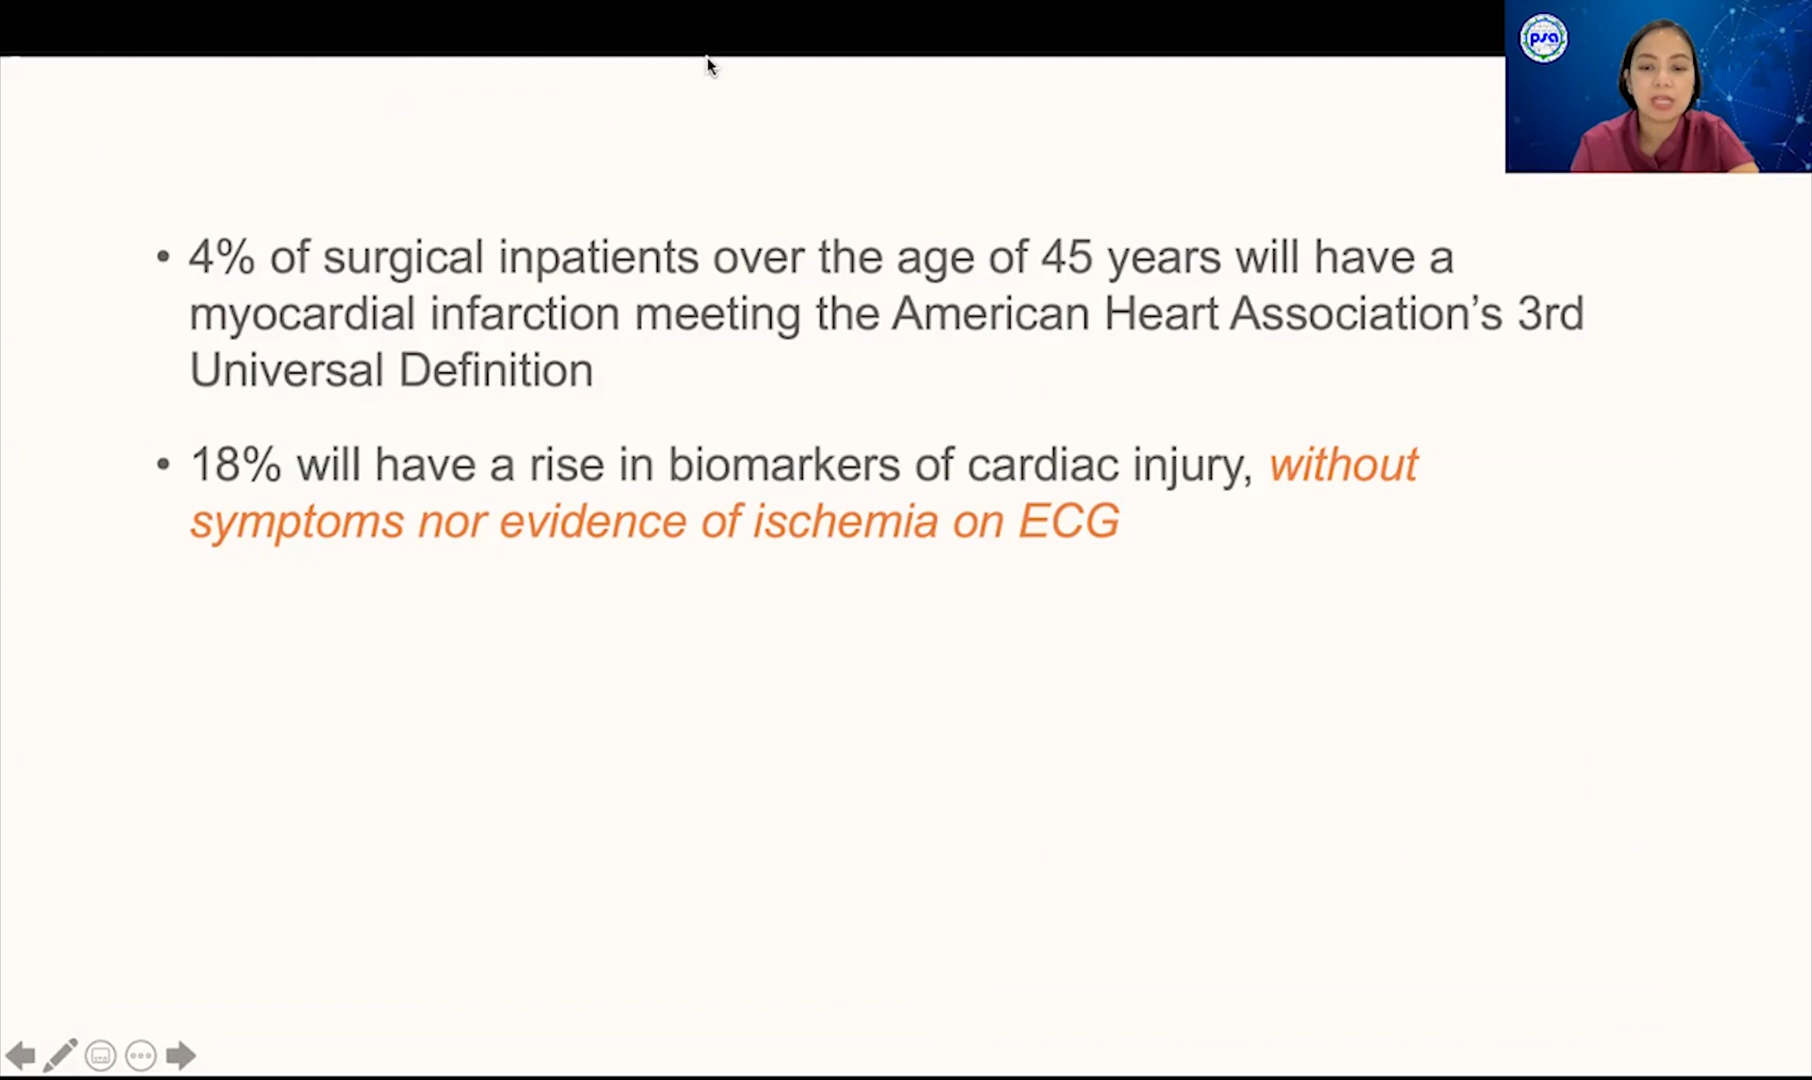 psa
• 4% of surgical inpatients over the age of 45 years will have a
myocardial infarction meeting the American Heart Association’s 3rd
Universal Definition
• 18% will have a rise in biomarkers of cardiac injury, without
symptoms nor evidence of ischemia on ECG